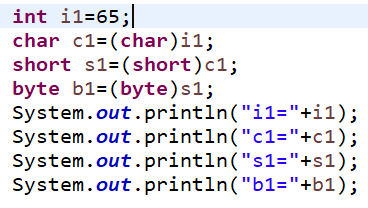 int i1=65;
char c1=(char)i1;
short s1=(short)c1;
byte b1=(byte)s1;
System.out.println("i1="+i1);
System.out.println("c1="+c1);
System.out.println("s1="+s1);
System.out.println("b1="+b1);